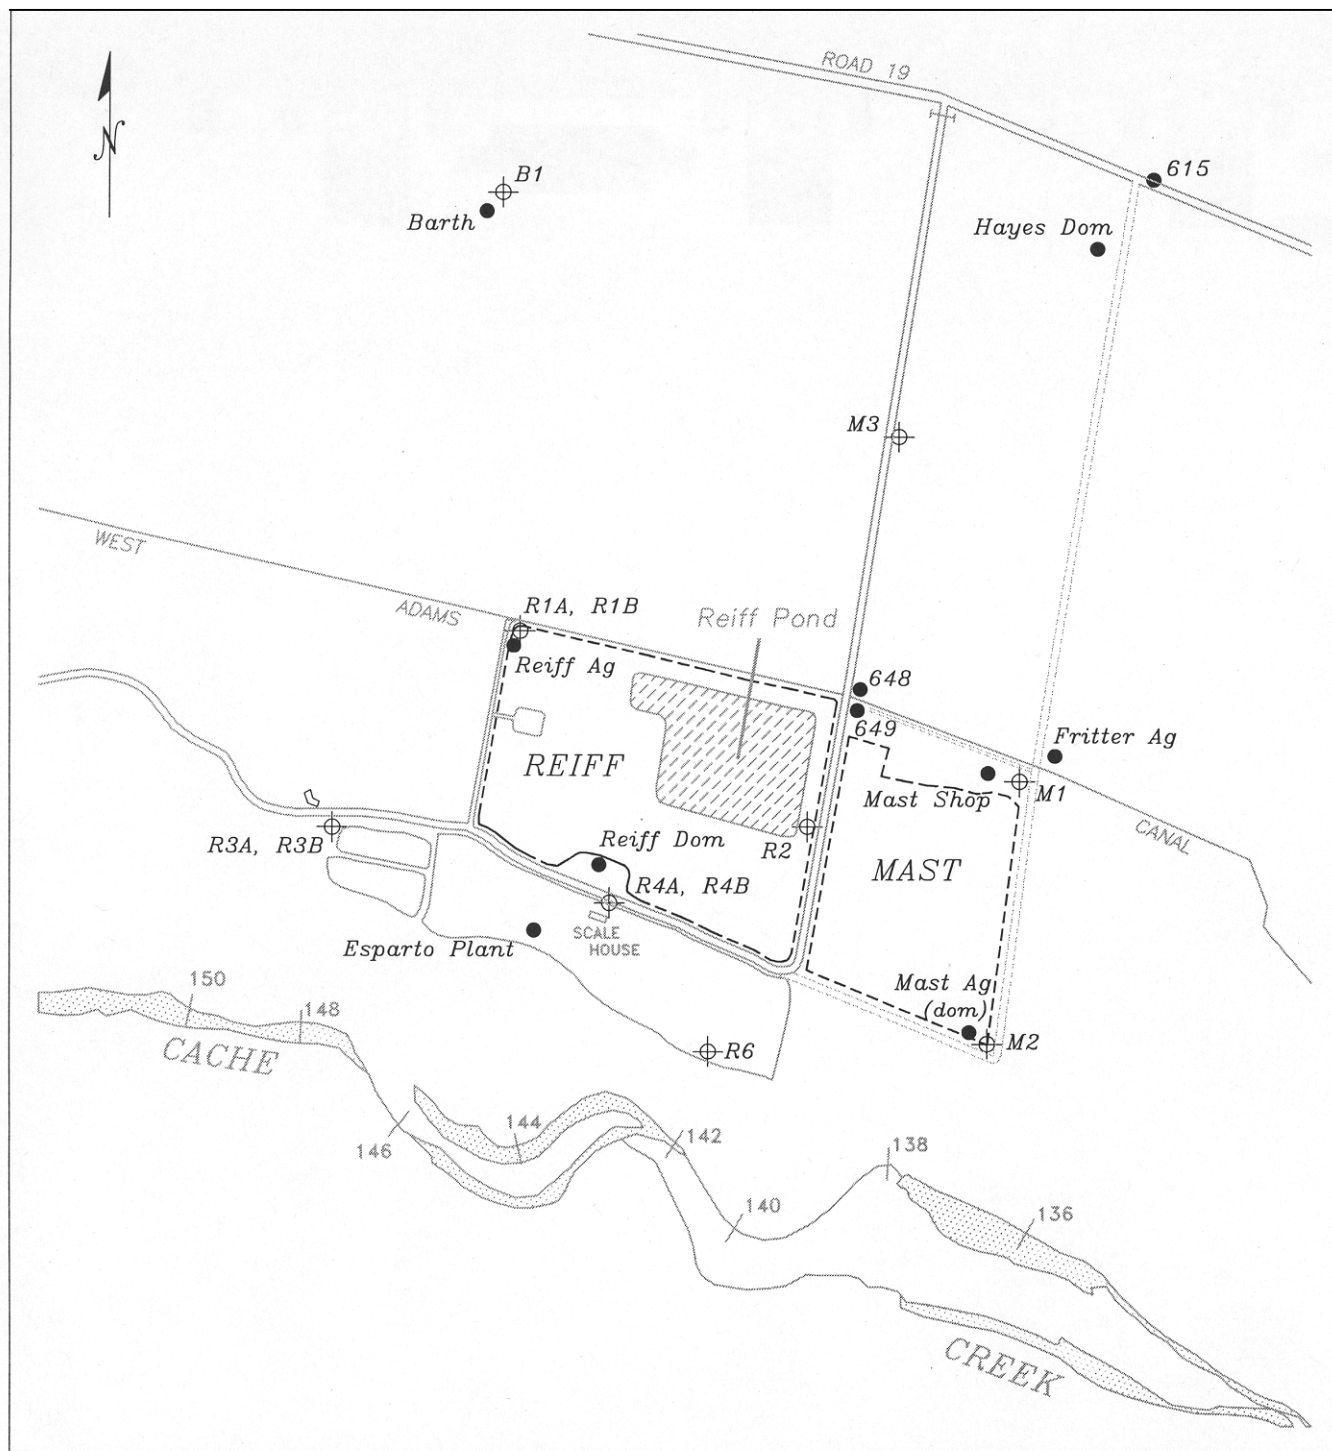 ROAD 19
N
615
B1
Barth
Hayes Dom
M3
WEST
ADAMS
R1A, R1B
Reiff Pond
Reiff Ag
648
649
Fritter Ag
REIFF
Mast Shop
M1
CANAL
R3A, R3B
Reiff Dom
R2
MAST
R4A, R4B
SCALE
HOUSE
Esparto Plant
Mast Ag
(dom)
M2
R6
150
148
CACHE
146
144
142
138
140
136
CREEK